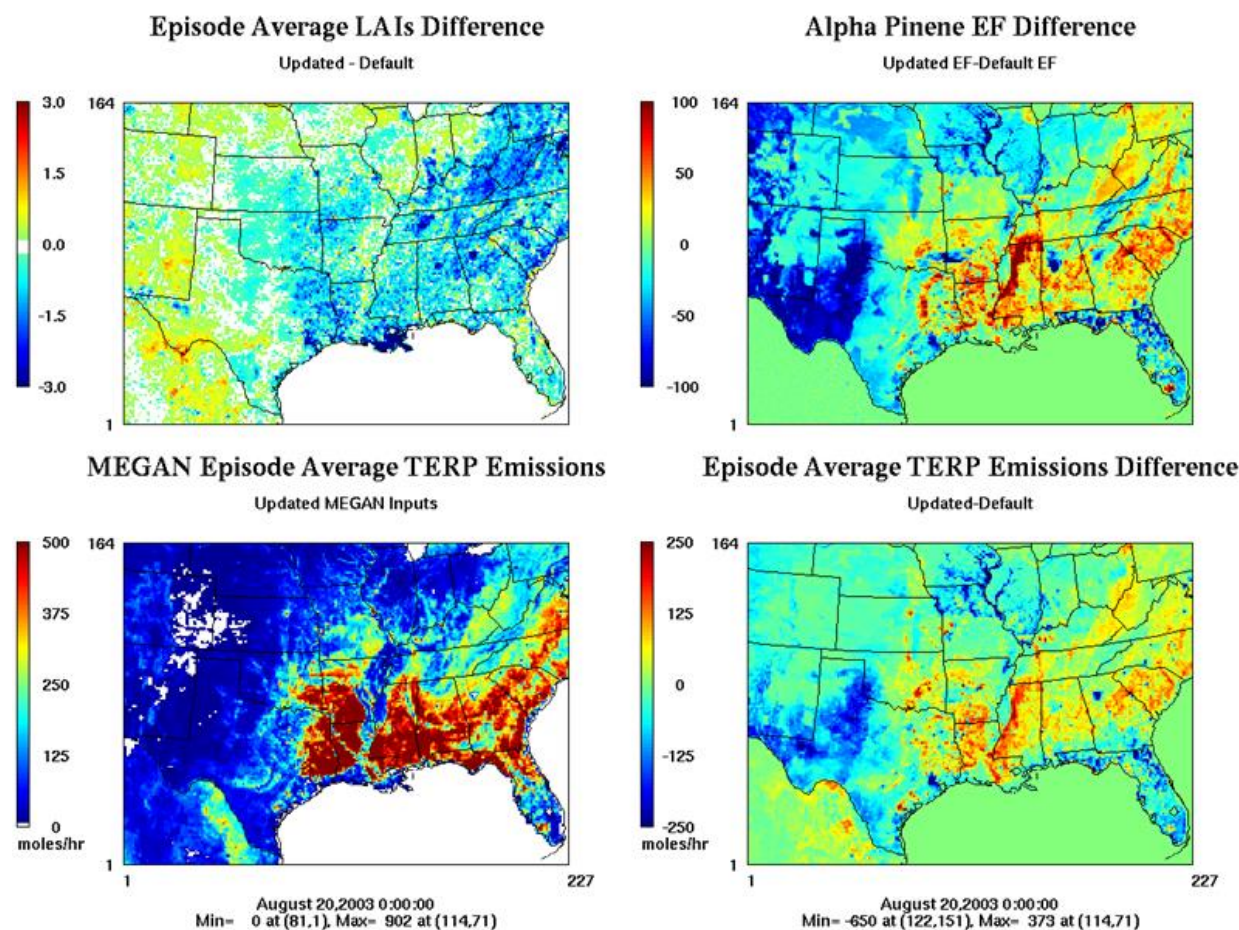 Episode Average LAIs Difference
Updated - Default
3.0
1.5
0.0
-1.5
-3.0
164
1
Alpha Pinene EF Difference
Updated EF-Default EF
100
50
0
-50
-100
164
1
MEGAN Episode Average TERP Emissions
Updated MEGAN Inputs
500
375
250
125
0
moles/hr
164
1
1
227
August 20,2003 0:00:00
Min= 0 at (81,1), Max= 902 at (114,71)
Episode Average TERP Emissions Difference
Updated-Default
250
125
0
-125
-250
moles/hr
164
1
1
227
August 20,2003 0:00:00
Min= -650 at (122,151), Max= 373 at (114,71)